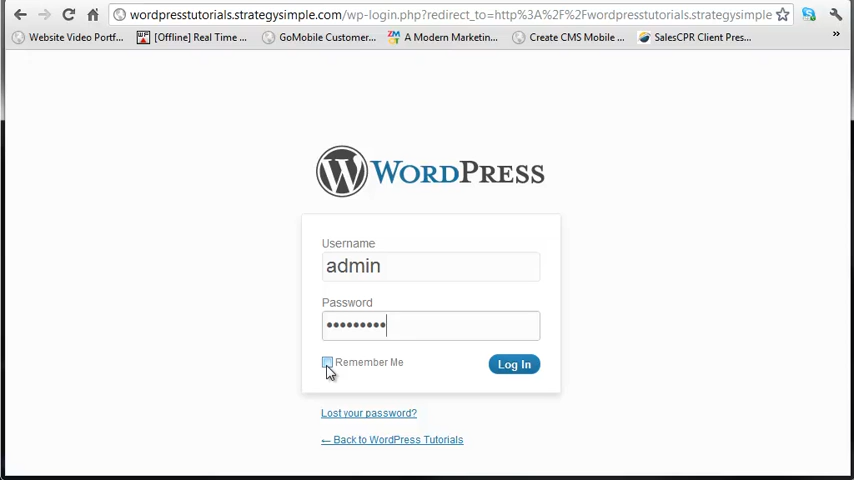 wordpresstutorials.strategysimple.com/wp-login.php?redirect_to=http%3A%2F%2Fwordpresstutorials.strategysimple
Website Video Portf... [Offline] Real Time ... GoMobile Customer... ZM A Modern Marketin... Create CMS Mobile ... SalesCPR Client Pres... »
WORDPRESS
Username
admin
Password
•••••••••
Remember Me Log In
Lost your password?
← Back to WordPress Tutorials